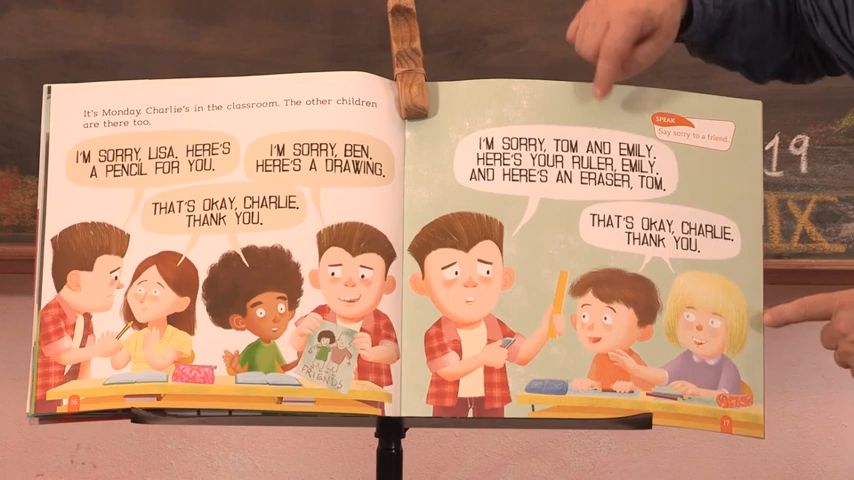 It's Monday. Charlie's in the classroom. The other children
are there too.
I'M SORRY, LISA. HERE'S
A PENCIL FOR YOU.
I'M SORRY, BEN.
HERE'S A DRAWING.
THAT'S OKAY, CHARLIE.
THANK YOU.
FRIENDS
16
SPEAK
Say sorry to a friend.
I'M SORRY, TOM AND EMILY.
HERE'S YOUR RULER, EMILY.
AND HERE'S AN ERASER, TOM.
THAT'S OKAY, CHARLIE.
THANK YOU.
17
19
IX